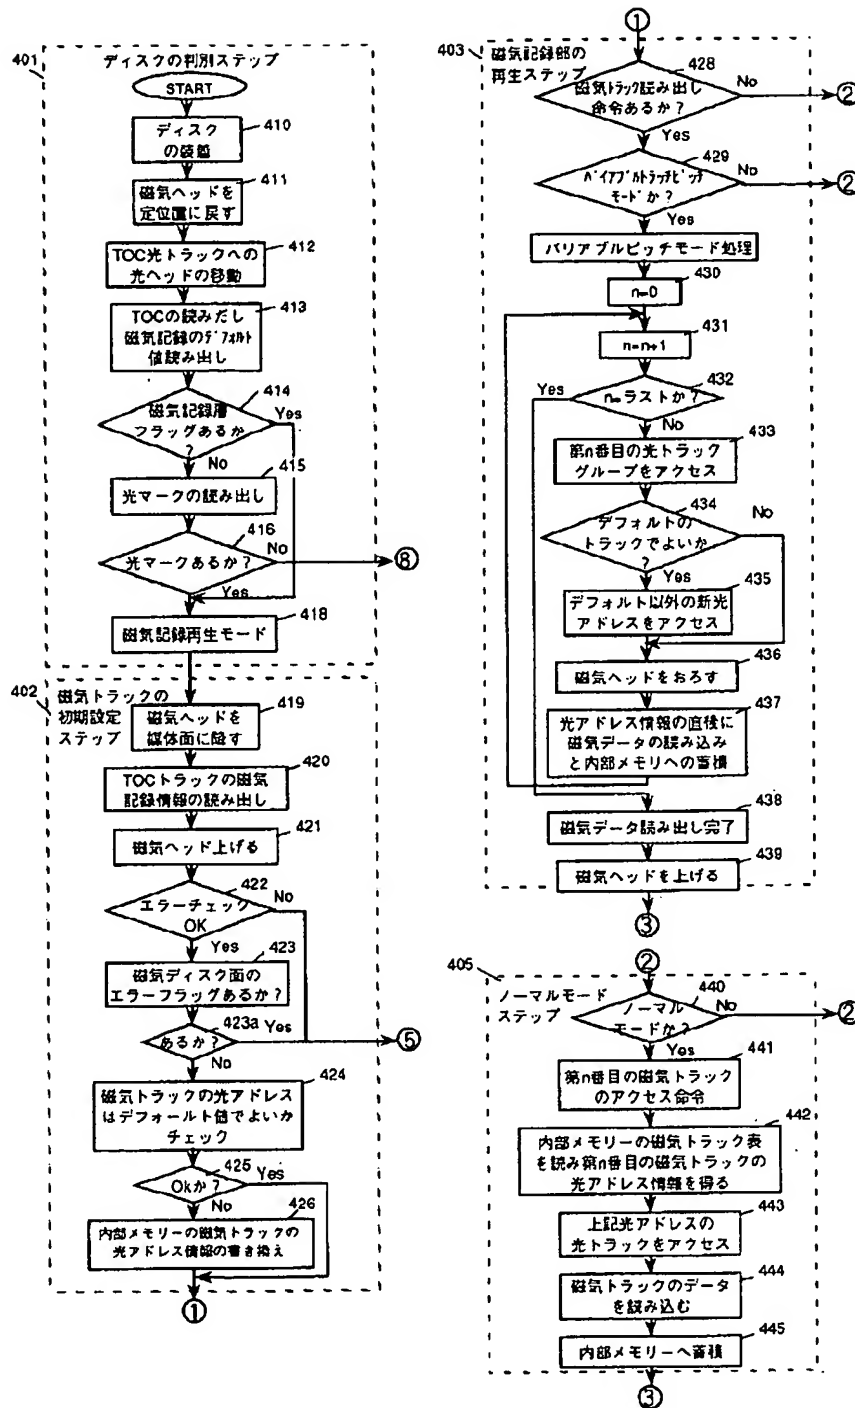 401
ディスクの判別ステップ
START
410
ディスク
の装着
411
磁気ヘッドを
定位置に戻す
412
TOC光トラックへの
光ヘッドの移動
413
TOCの読みだし
磁気記録のデフォルト
値読み出し
414
磁気記録層
フラッグあるか
?
Yes
No
415
光マークの読み出し
416
光マークあるか?
No
⑧
Yes
418
磁気記録再生モード
402
磁気トラックの
初期設定
ステップ
419
磁気ヘッドを
媒体面に降す
420
TOCトラックの磁気
記録情報の読み出し
421
磁気ヘッド上げる
422
エラーチェック
OK
No
Yes
423
磁気ディスク面の
エラーフラッグあるか?
423a
あるか?
Yes
⑤
No
424
磁気トラックの光アドレス
はデフォールト値でよいか
チェック
425
Okか?
Yes
No
426
内部メモリーの磁気トラックの
光アドレス情報の書き換え
①
①
403
磁気記録部の
再生ステップ
428
磁気トラック読み出し
命令あるか?
No
②
Yes
429
バイアブルトラッチピッチ
モードか?
No
②
Yes
バリアブルピッチモード処理
430
n=0
431
n=n+1
432
n=ラストか?
Yes
No
433
第n番目の光トラック
グループをアクセス
434
デフォルトの
トラックでよいか
?
No
Yes
435
デフォルト以外の新光
アドレスをアクセス
436
磁気ヘッドをおろす
437
光アドレス情報の直後に
磁気データの読み込み
と内部メモリへの蓄積
438
磁気データ読み出し完了
439
磁気ヘッドを上げる
③
②
405
ノーマルモード
ステップ
440
ノーマル
モードか?
No
②
Yes
441
第n番目の磁気トラック
のアクセス命令
442
内部メモリーの磁気トラック表
を読み第n番目の磁気トラックの
光アドレス情報を得る
443
上記光アドレスの
光トラックをアクセス
444
磁気トラックのデータ
を読み込む
445
内部メモリーへ蓄積
③